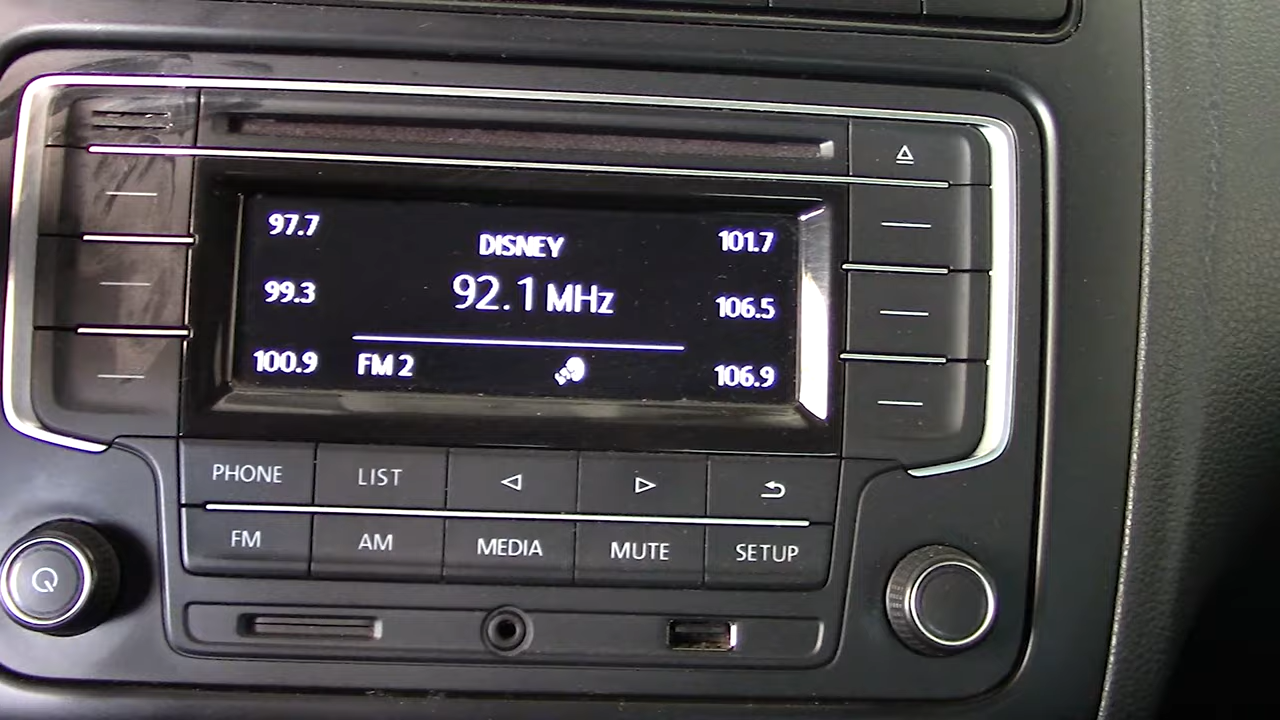 97.7
DISNEY
101.7
99.3
92.1 MHz
106.5
100.9
FM 2
106.9
PHONE
LIST
FM
AM
MEDIA
MUTE
SETUP